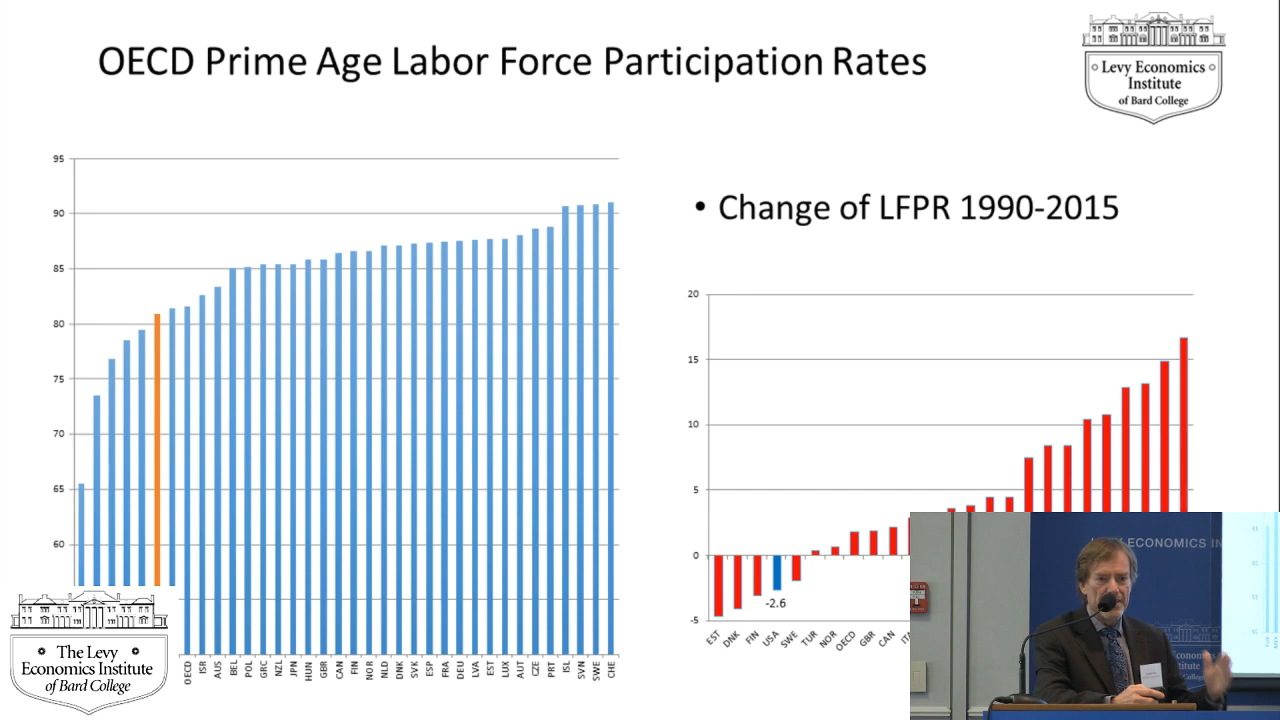 OECD Prime Age Labor Force Participation Rates
Levy Economics
Institute
of Bard College
95
90
85
80
75
70
65
60
OECD ISR AUS BEL POL GRC NZL JPN HUN GBR CAN FIN NOR NLD DNK SVK ESP FRA DEU LVA EST LUX AUT CZE PRT ISL SVN SWE CHE
• Change of LFPR 1990-2015
20
15
10
5
0
-5
-2.6
EST DNK FIN USA SWE TUR NOR OECD GBR CAN
The Levy
Economics Institute
of Bard College
ECONOMICS IN
Institute
College